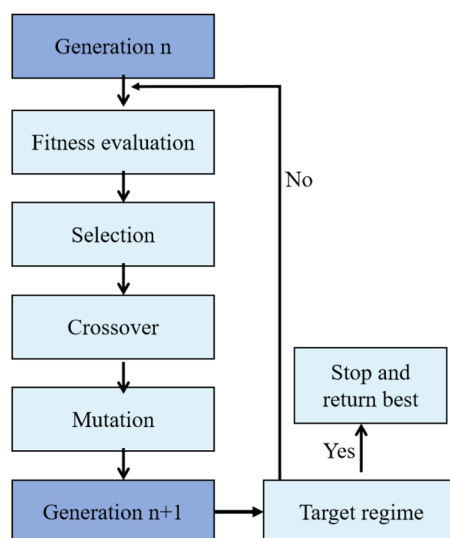 Generation n
Fitness evaluation
No
Selection
Crossover
Stop and
return best
Mutation
Yes
Generation n+1
Target regime